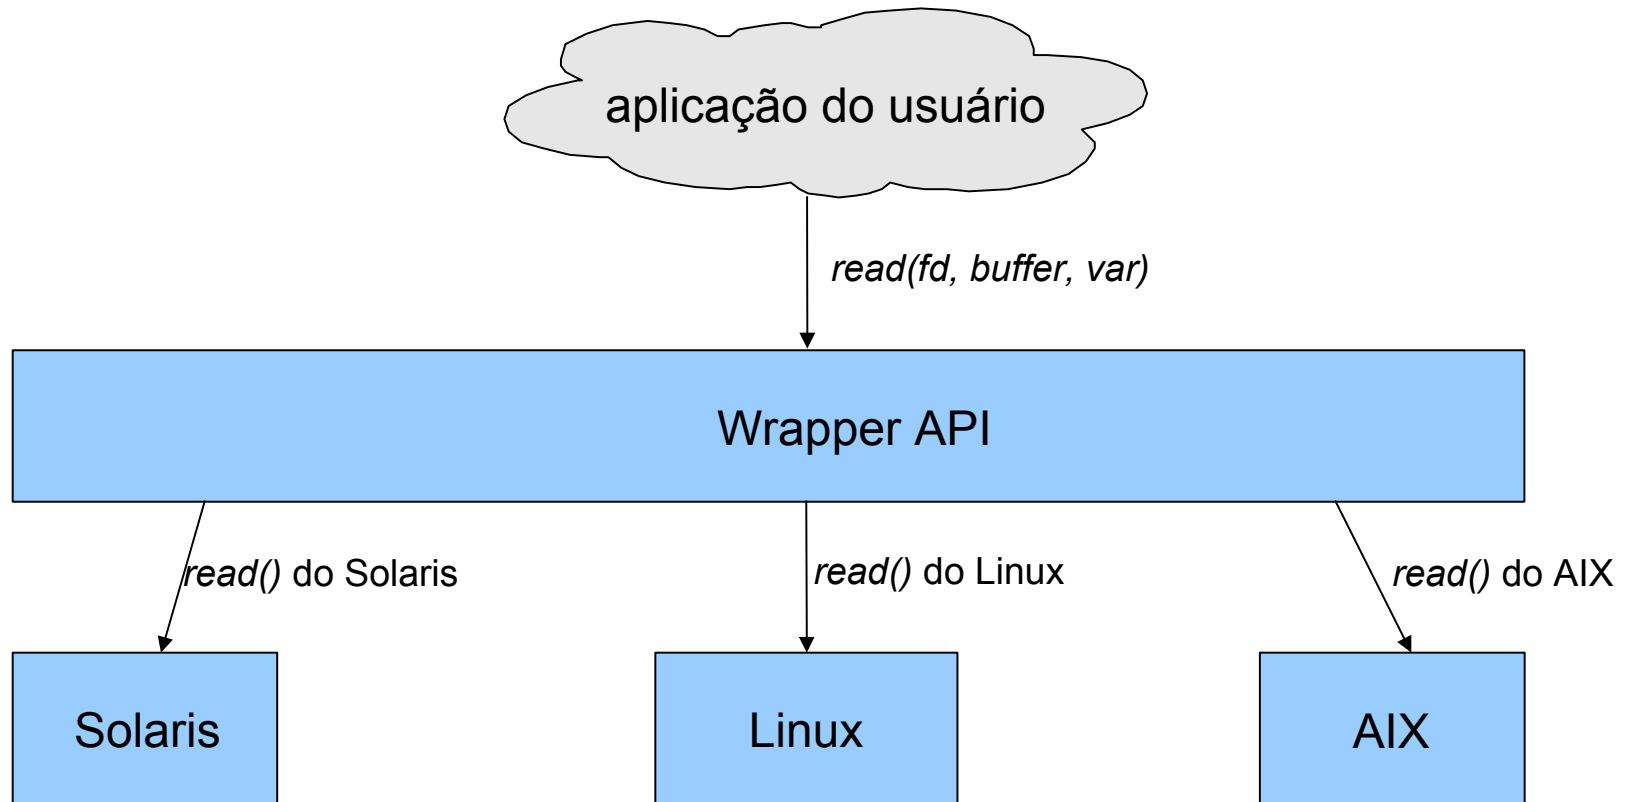 aplicação do usuário
read(fd, buffer, var)
Wrapper API
read() do Solaris
read() do Linux
read() do AIX
Solaris
Linux
AIX